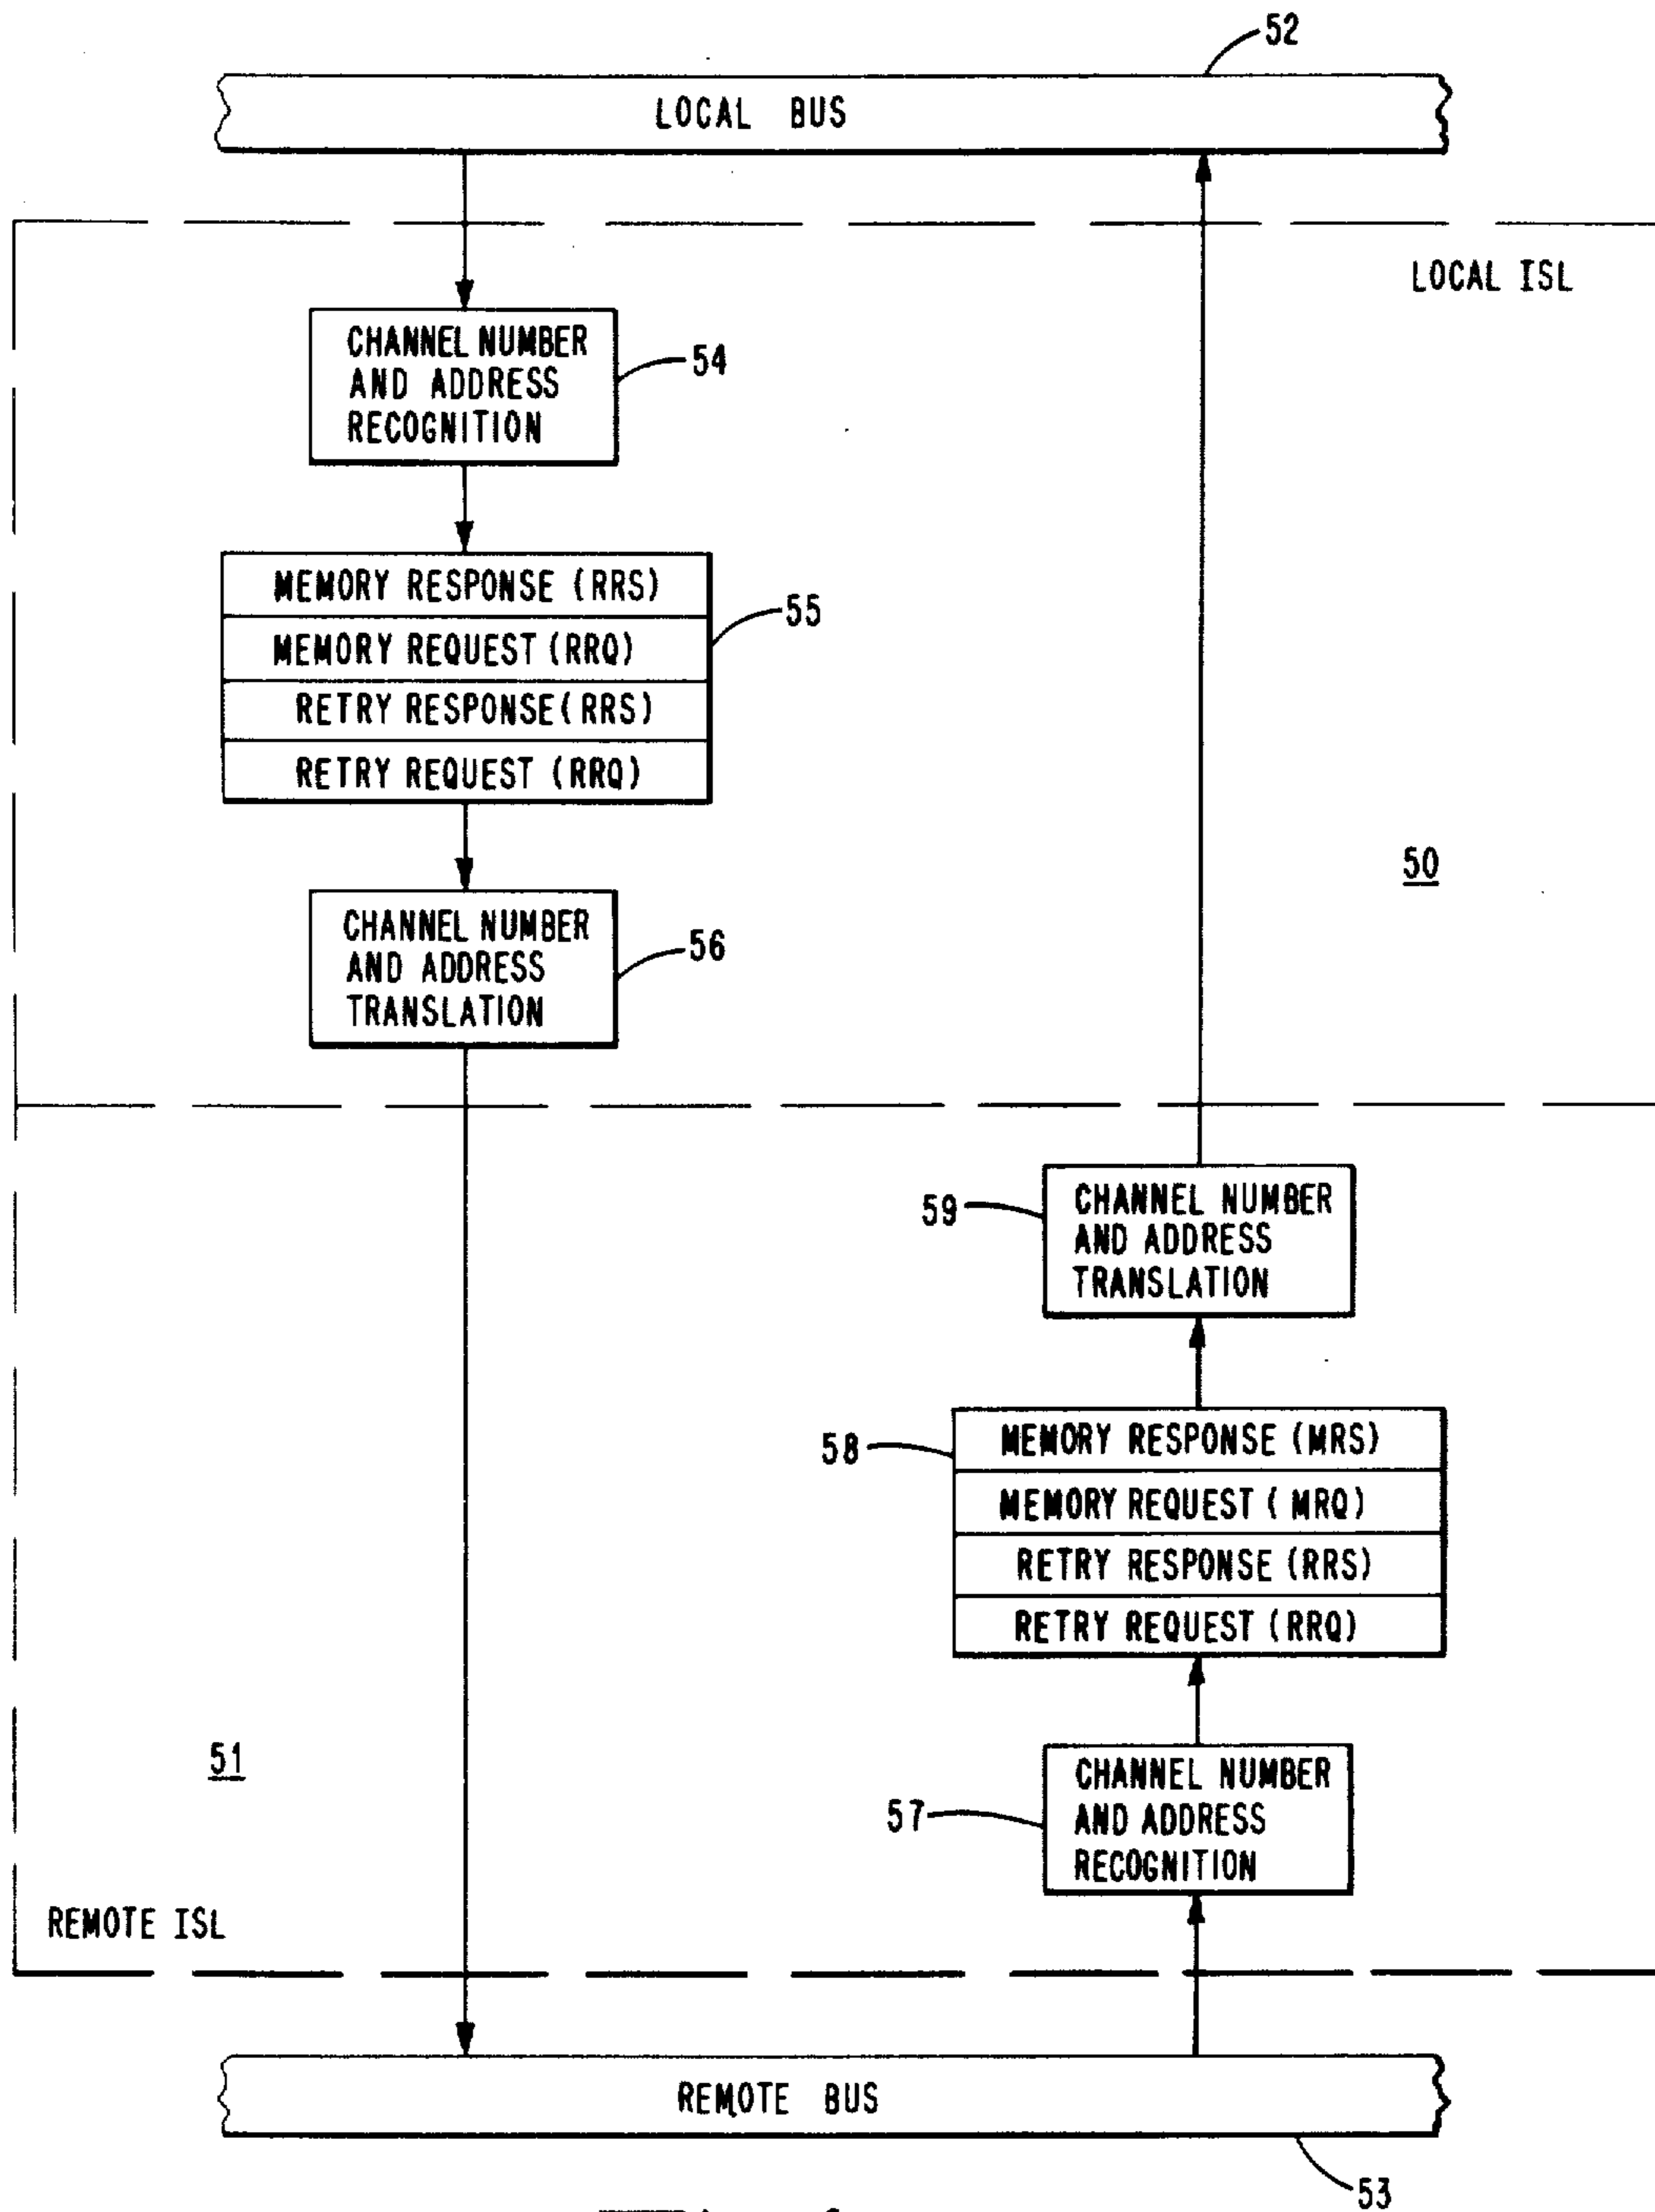 52
LOCAL BUS
LOCAL ISL
CHANNEL NUMBER
AND ADDRESS
RECOGNITION
54
MEMORY RESPONSE (RRS)
MEMORY REQUEST (RRQ)
RETRY RESPONSE (RRS)
RETRY REQUEST (RRQ)
55
50
CHANNEL NUMBER
AND ADDRESS
TRANSLATION
56
59
CHANNEL NUMBER
AND ADDRESS
TRANSLATION
58
MEMORY RESPONSE (MRS)
MEMORY REQUEST (MRQ)
RETRY RESPONSE (RRS)
RETRY REQUEST (RRQ)
51
57
CHANNEL NUMBER
AND ADDRESS
RECOGNITION
REMOTE ISL
REMOTE BUS
53